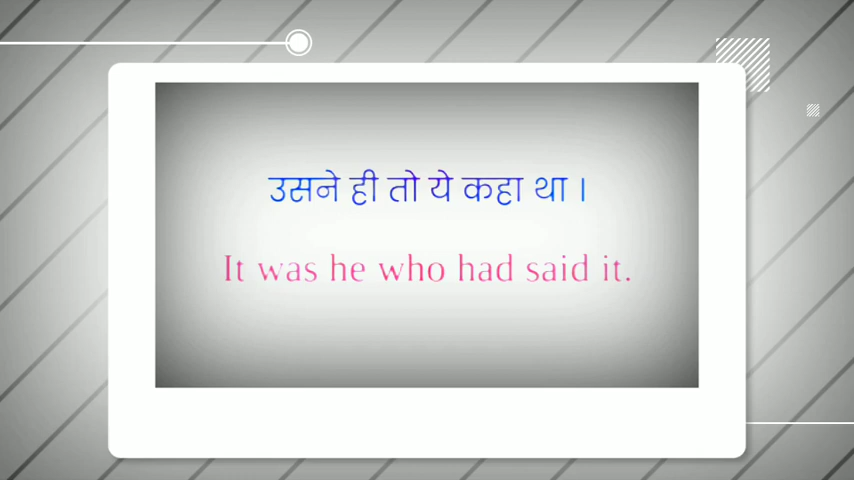 उसने ही तो ये कहा था ।
It was he who had said it.